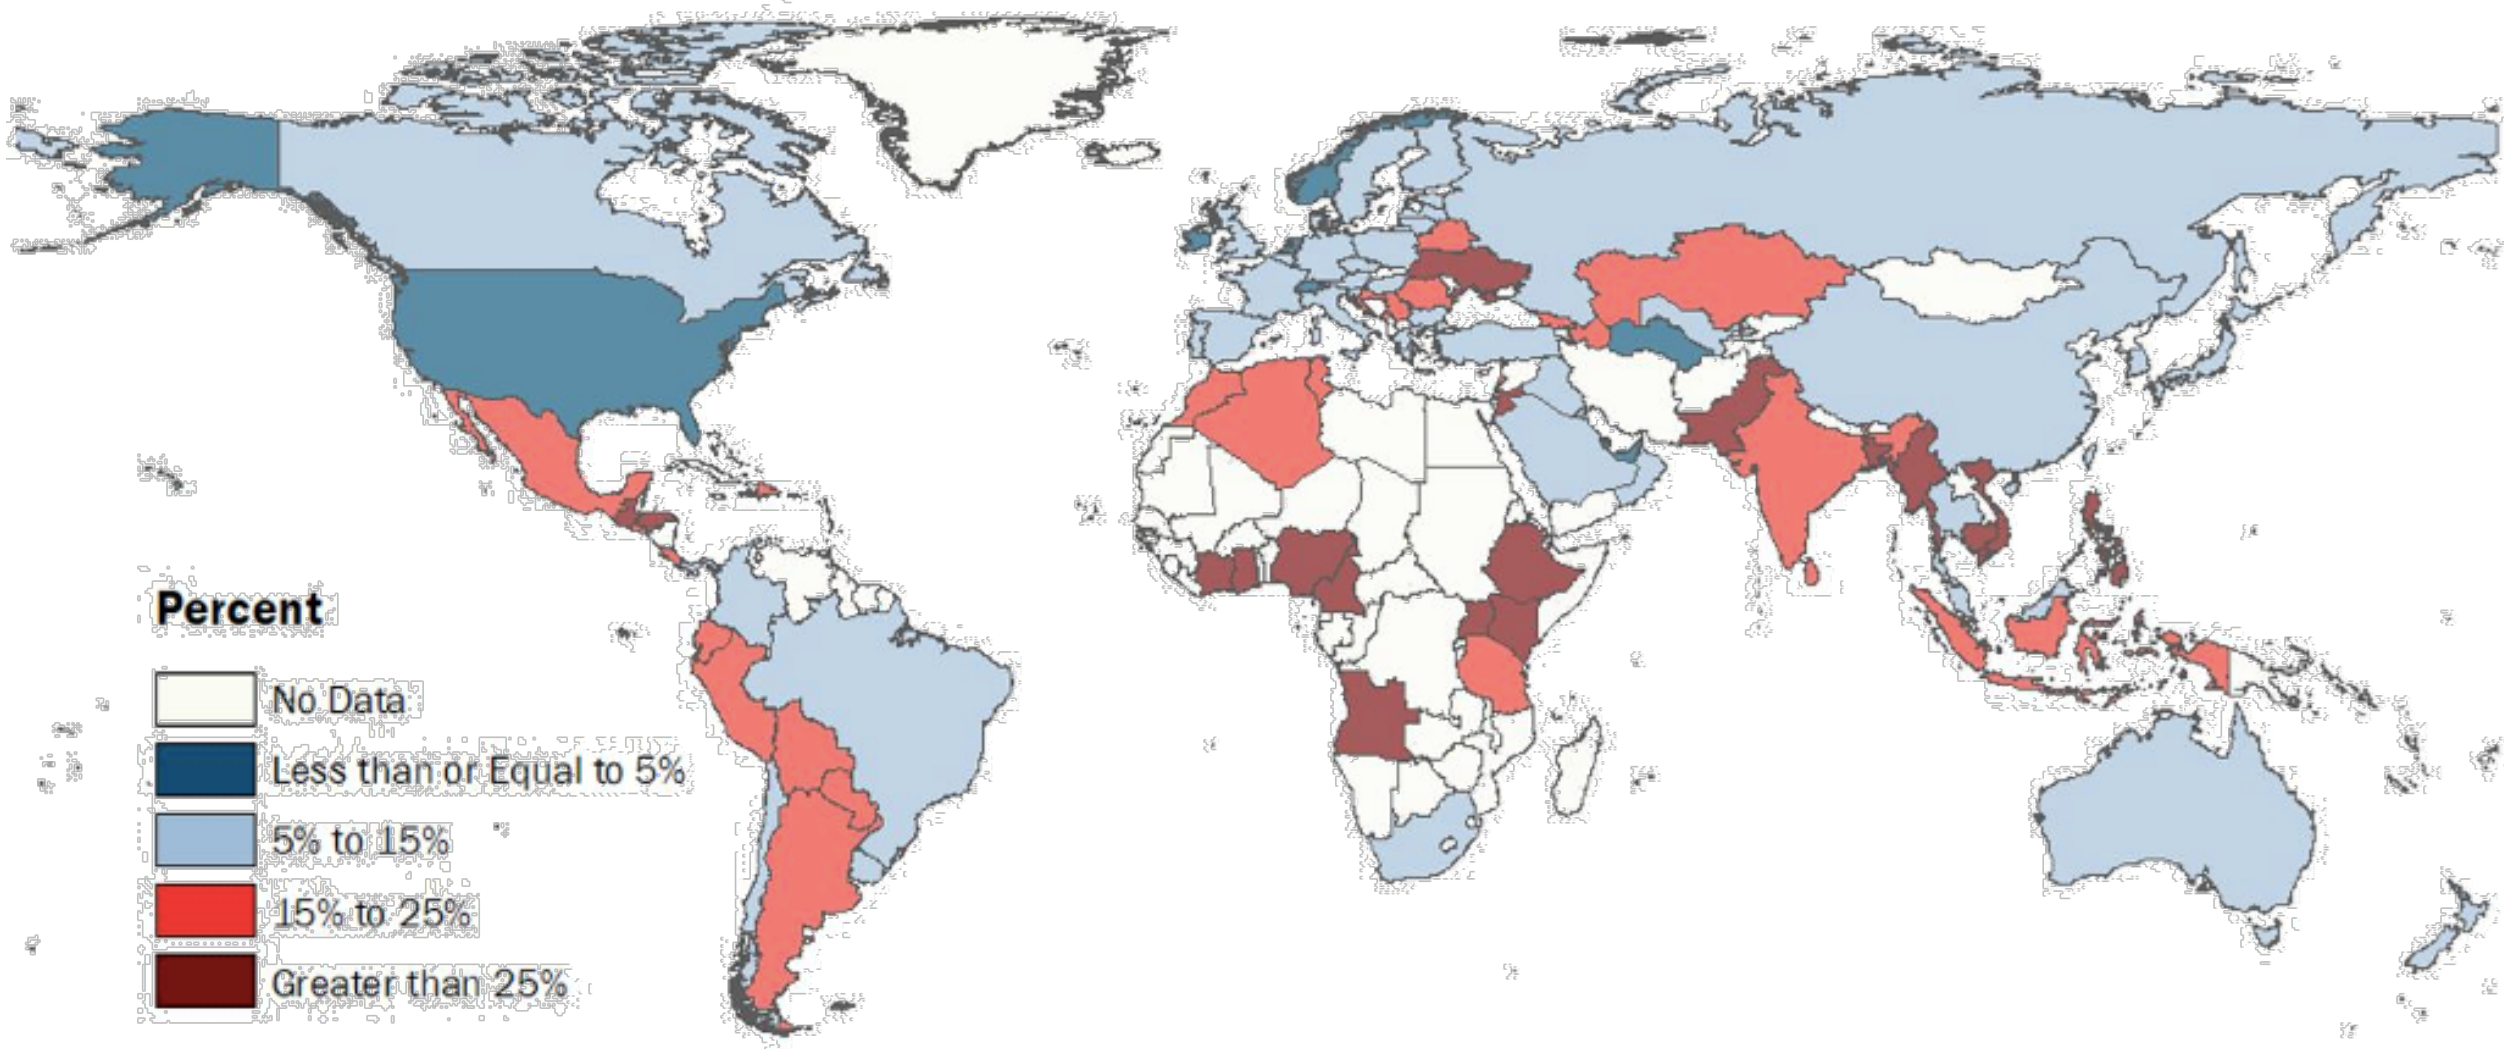 Percent
No Data
Less than or Equal to 5%
5% to 15%
15% to 25%
Greater than 25%